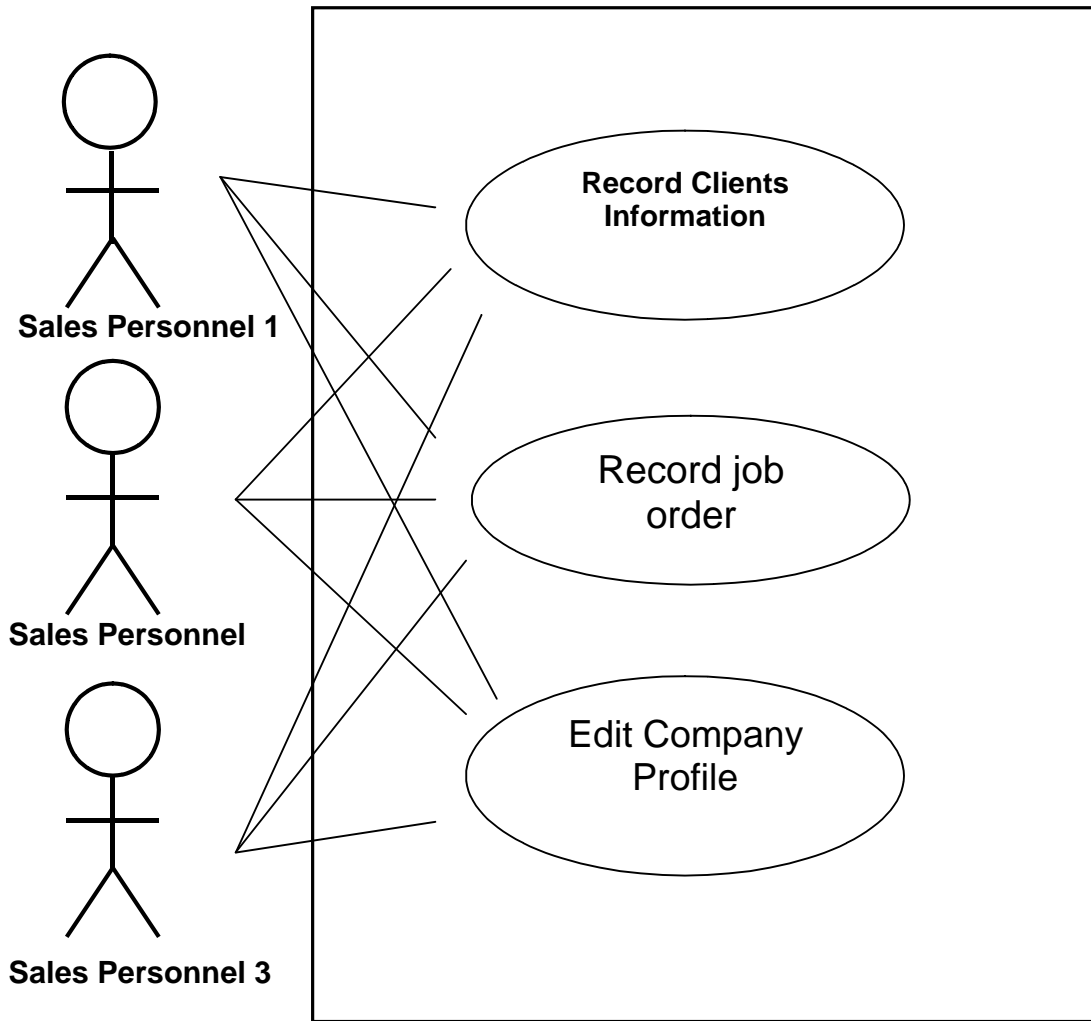 Record Clients
Information
Sales Personnel 1
Record job
order
Sales Personnel
Edit Company
Profile
Sales Personnel 3